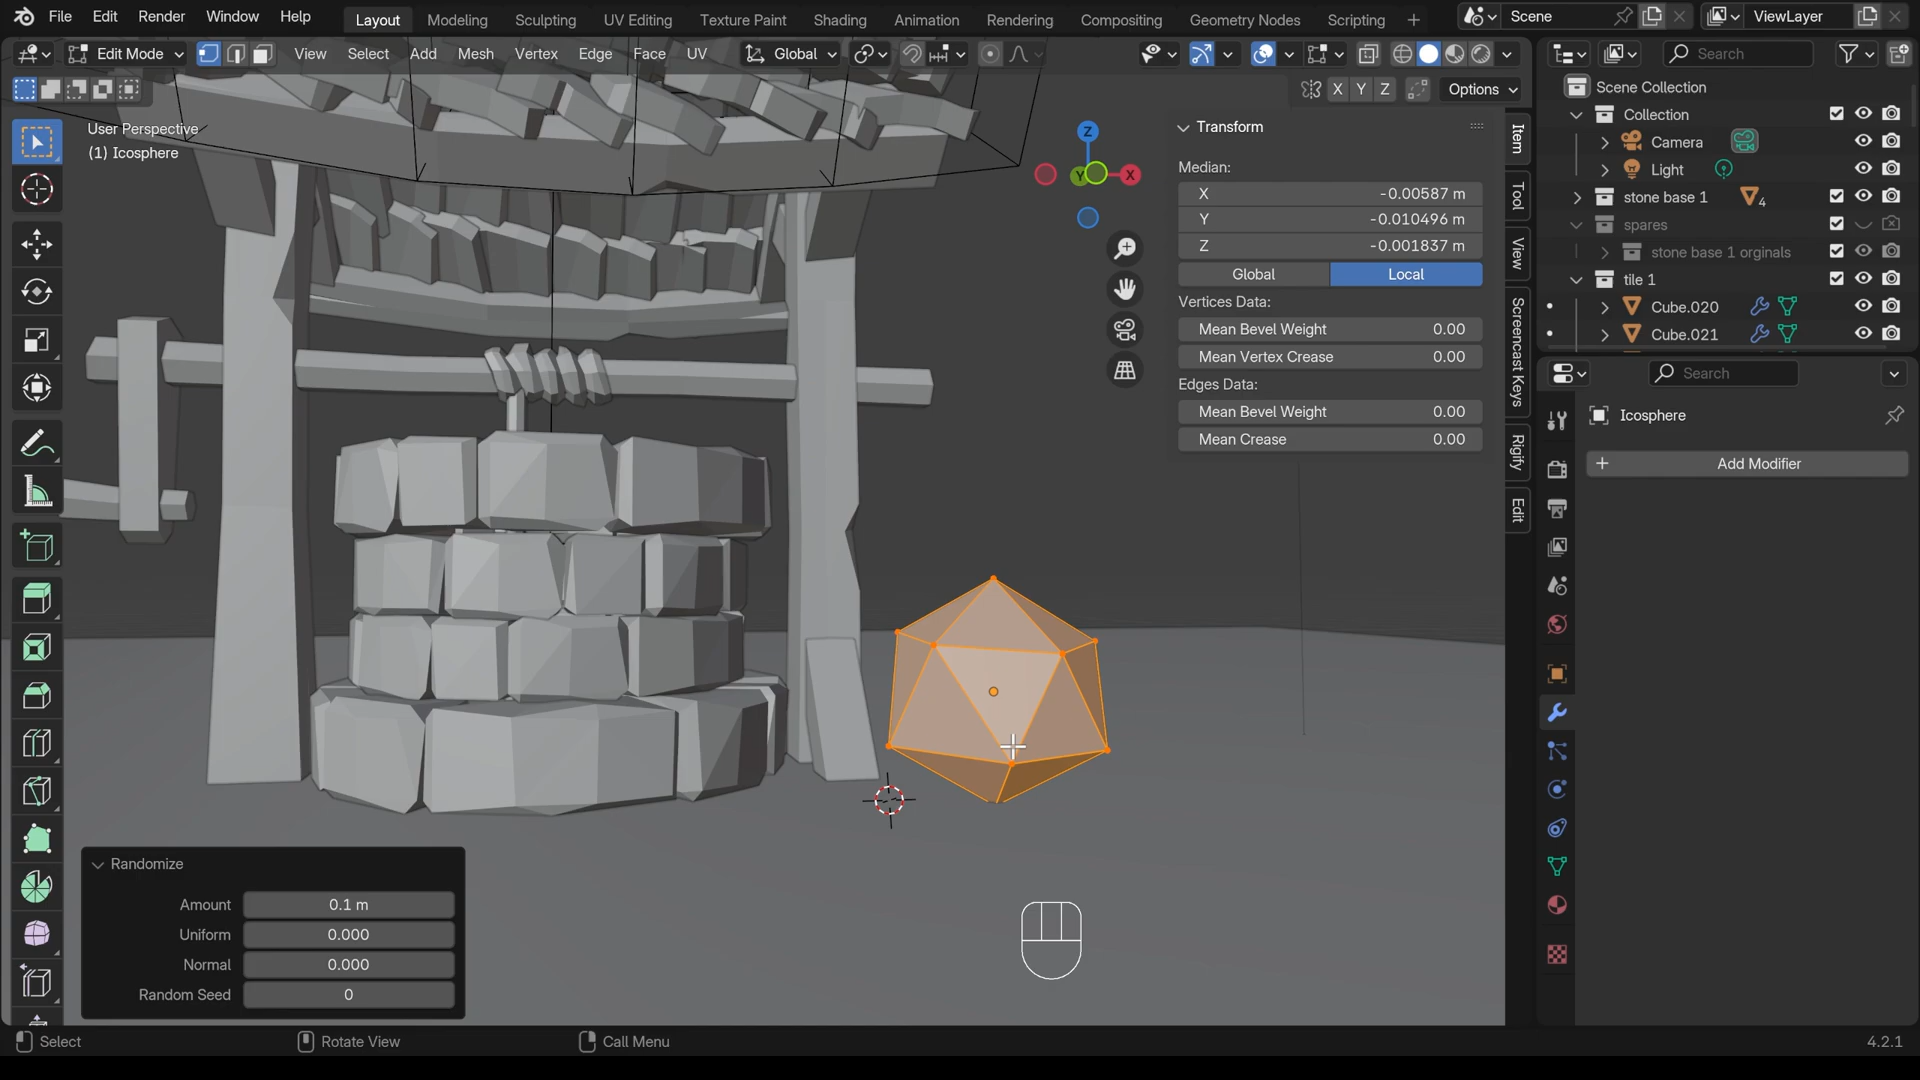 File Edit Render Window Help Layout Modeling Sculpting UV Editing Texture Paint Shading Animation Rendering Compositing Geometry Nodes Scripting + Scene ViewLayer
Edit Mode View Select Add Mesh Vertex Edge Face UV Global Search
X Y Z Options
User Perspective
(1) Icosphere
Z
Y X
Transform
Median:
X -0.00587 m
Y -0.010496 m
Z -0.001837 m
Global Local
Vertices Data:
Mean Bevel Weight 0.00
Mean Vertex Crease 0.00
Edges Data:
Mean Bevel Weight 0.00
Mean Crease 0.00
Item
Tool
View
Screencast Keys
Rigify
Edit
Scene Collection
Collection
Camera
Light
stone base 1 4
spares
stone base 1 orginals
tile 1
Cube.020
Cube.021
Search
Icosphere
+ Add Modifier
Randomize
Amount 0.1 m
Uniform 0.000
Normal 0.000
Random Seed 0
Select Rotate View Call Menu 4.2.1